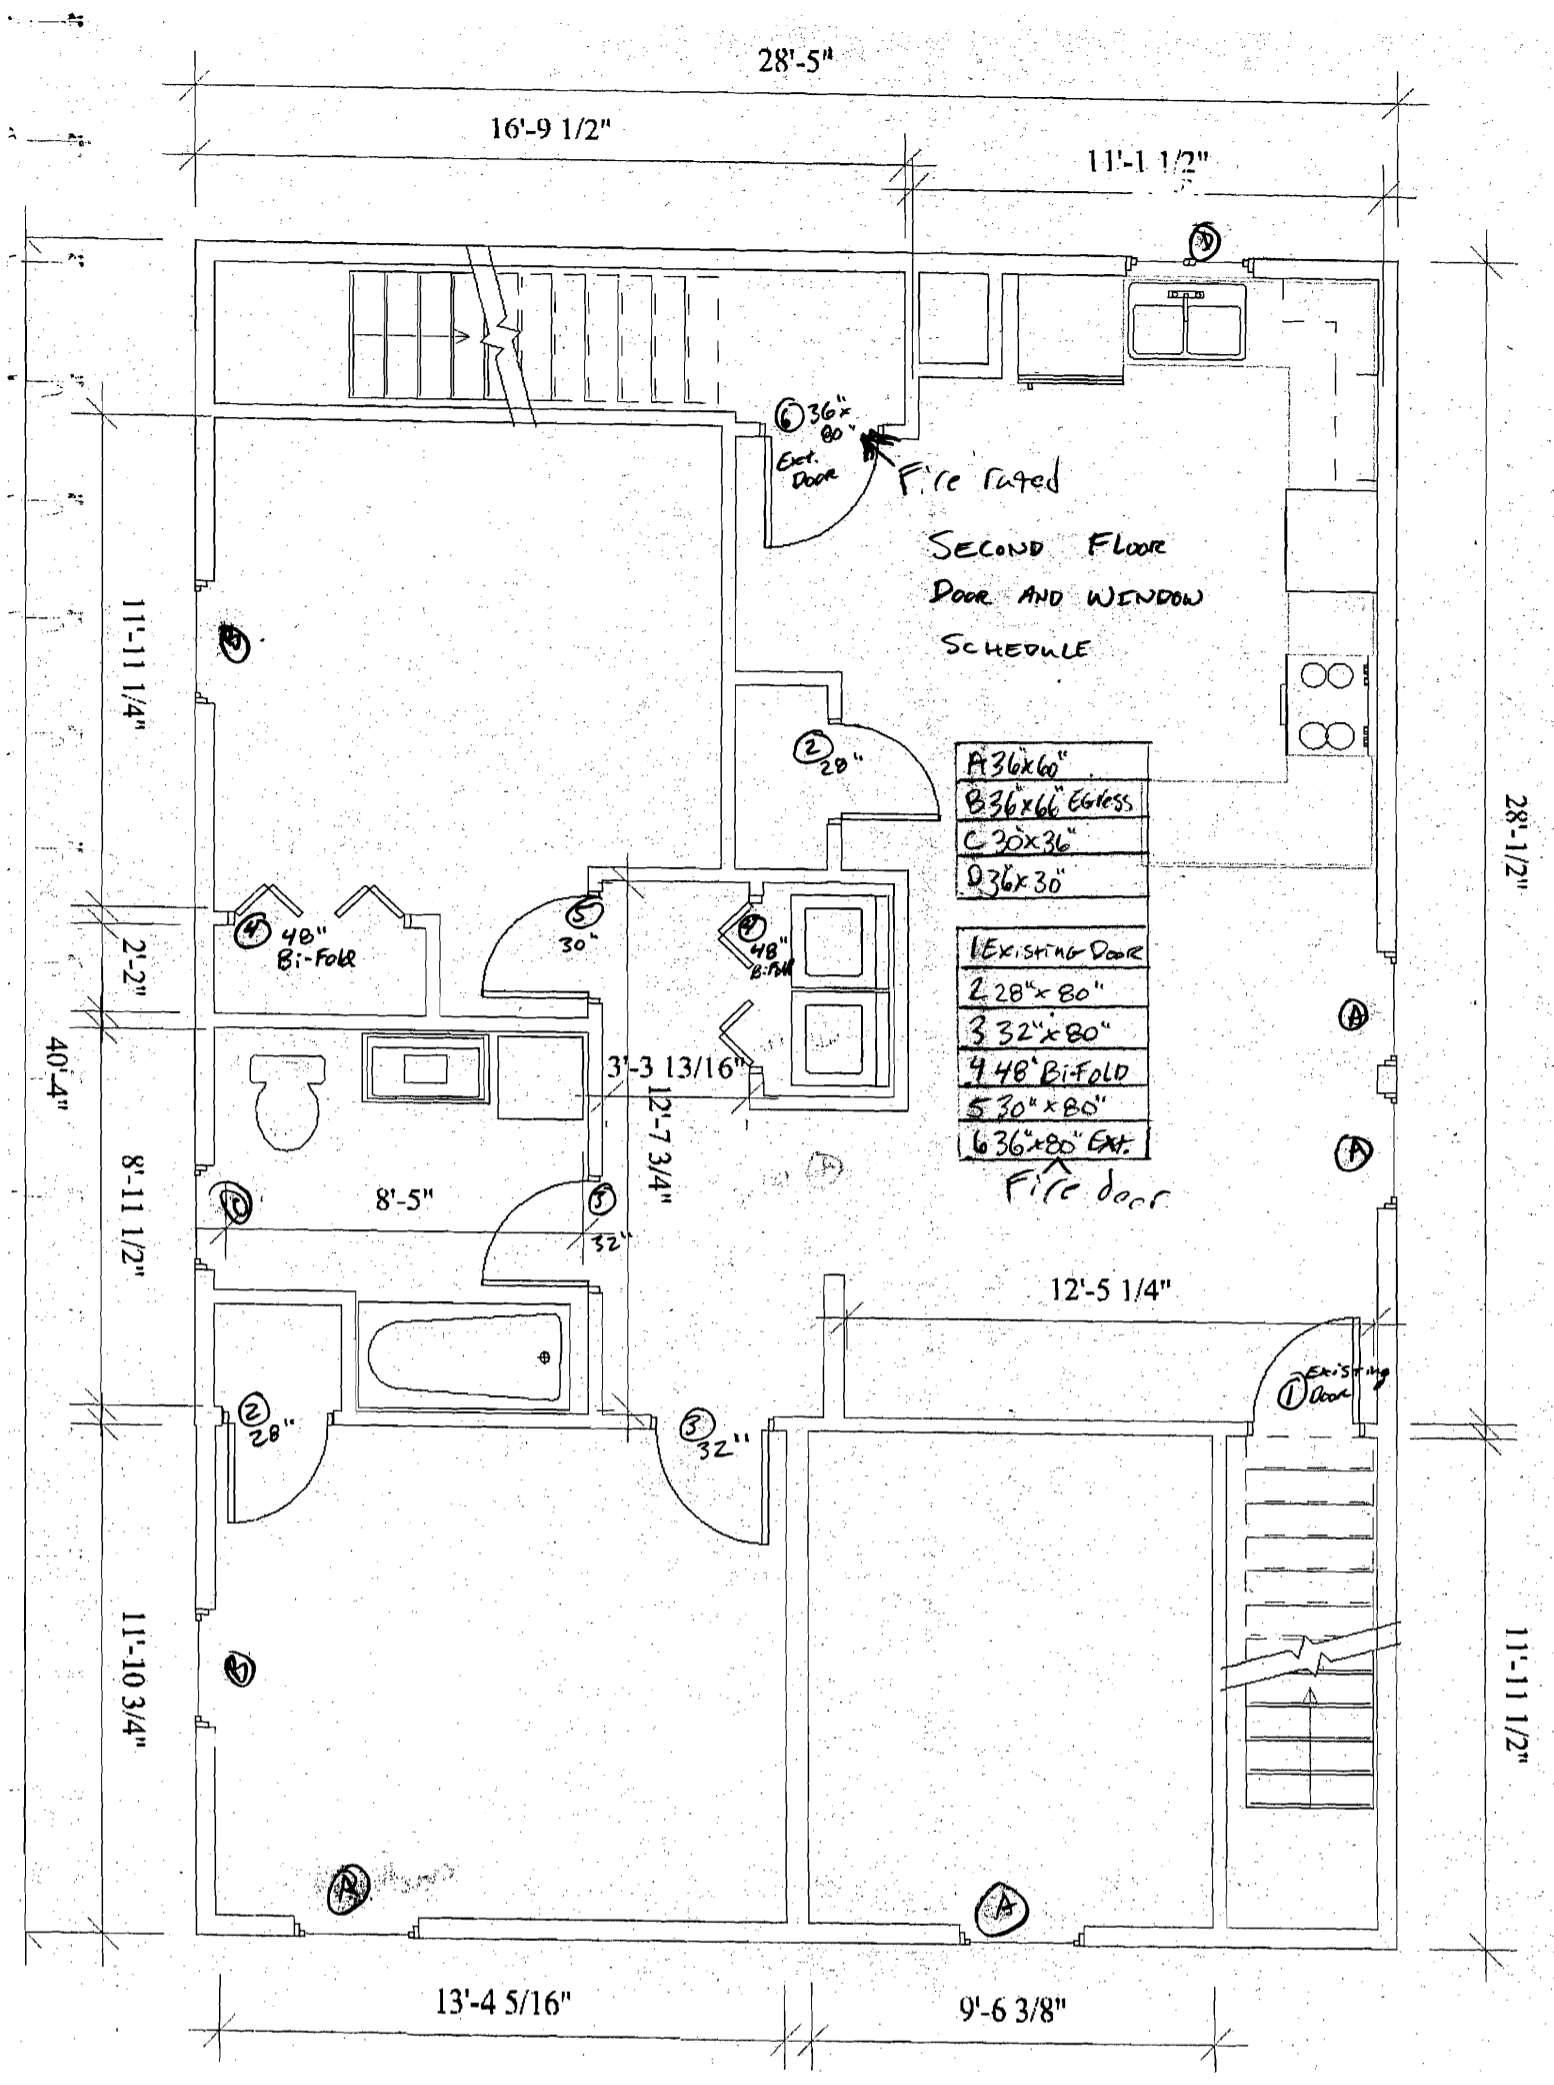 28'-5"
16'-9 1/2"
11'-1 1/2"
D
6 36"x
80"
Ext.
Door
Fire rated
SECOND FLOOR
DOOR AND WINDOW
SCHEDULE
11'-11 1/4"
B
2
28"
A 36"x60"
B 36"x66" EGress
C 30"x36"
D 36"x30"
28'-1/2"
4 48"
Bi-Fold
5
30"
4
48"
Bi-Fold
1 Existing Door
2 28"x 80"
3 32"x 80"
4 48" Bi-FOLD
5 30"x 80"
6 36"x80" Ext.
Fire door
2'-2"
40'-4"
3'-3 13/16"
12'-7 3/4"
A
A
A
8'-11 1/2"
C
8'-5"
3
32"
12'-5 1/4"
1 Existing
Door
2
28"
3
32"
B
11'-10 3/4"
11'-11 1/2"
A
A
13'-4 5/16"
9'-6 3/8"